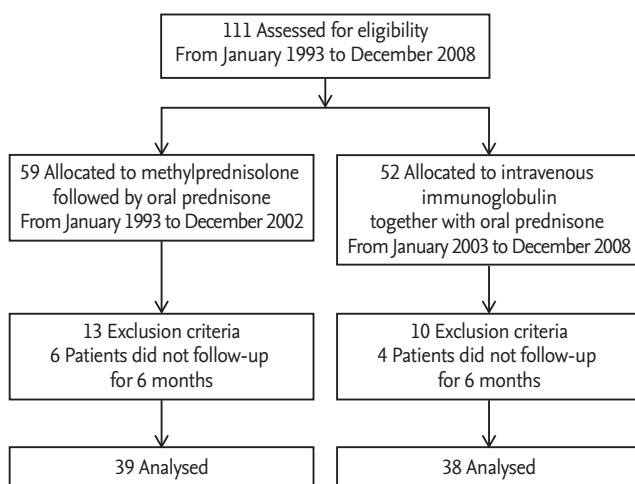 111 Assessed for eligibility
From January 1993 to December 2008
59 Allocated to methylprednisolone
followed by oral prednisone
From January 1993 to December 2002
52 Allocated to intravenous
immunoglobulin
together with oral prednisone
From January 2003 to December 2008
13 Exclusion criteria
6 Patients did not follow-up
for 6 months
10 Exclusion criteria
4 Patients did not follow-up
for 6 months
39 Analysed
38 Analysed